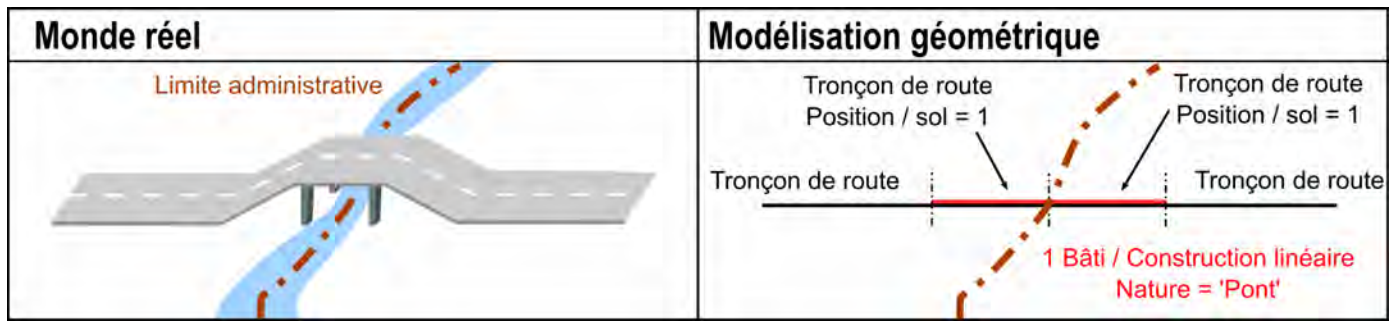 Monde réel
Limite administrative
Modélisation géométrique
Tronçon de route
Position / sol = 1
Tronçon de route
Position / sol = 1
Tronçon de route
Tronçon de route
1 Bâti / Construction linéaire
Nature = 'Pont'